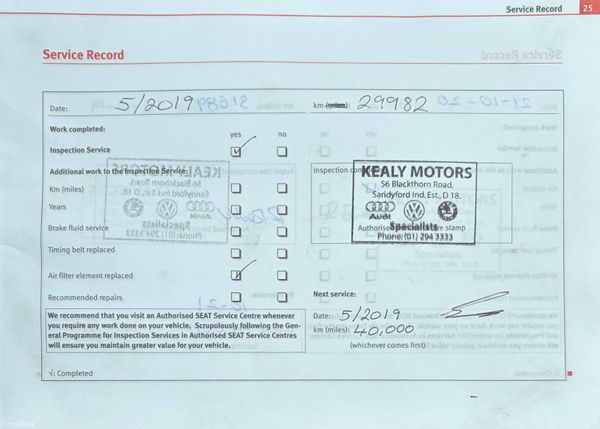 Service Record 25
Service Record
Date: 5/2019 km (miles): 29982
Work completed:
yes no
Inspection Service √
Additional work to the Inspection Service:
Km (miles)
Years
Brake fluid service
Timing belt replaced
Air filter element replaced √
Recommended repairs
KEALY MOTORS
56 Blackthorn Road,
Sandyford Ind. Est., D 18.
Audi
Specialists
Phone: (01) 294 3333
Next service:
Date: 5/2019
km (miles): 40,000
(whichever comes first)
We recommend that you visit an Authorised SEAT Service Centre whenever
you require any work done on your vehicle. Scrupulously following the Gen-
eral Programme for Inspection Services in Authorised SEAT Service Centres
will ensure you maintain greater value for your vehicle.
√: Completed